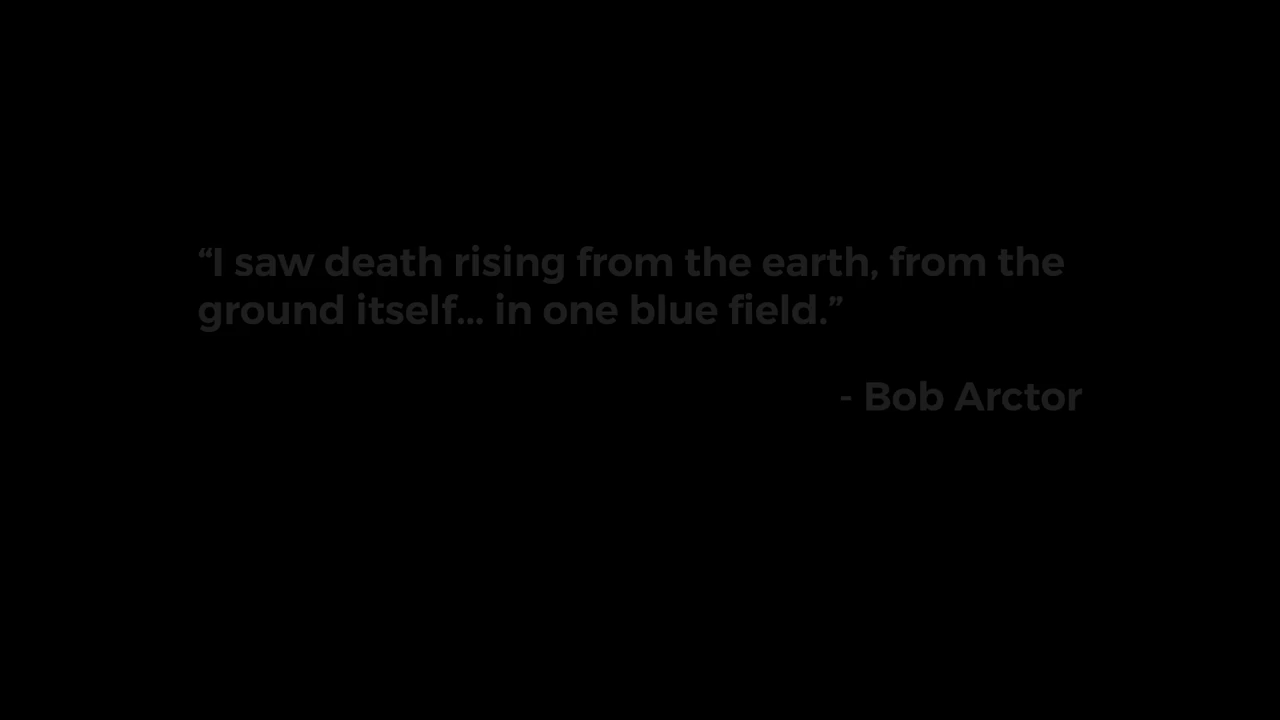 “I saw death rising from the earth, from the
ground itself... in one blue field.”
- Bob Arctor